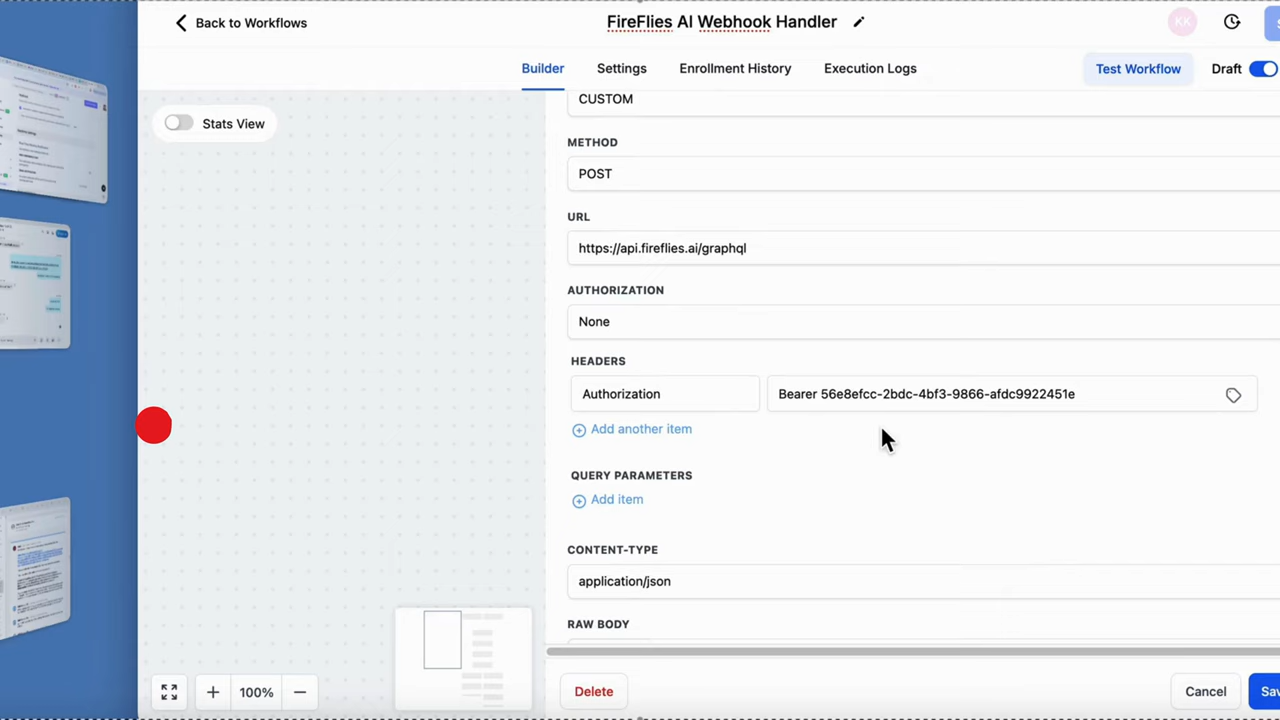 Back to Workflows
FireFlies AI Webhook Handler
KK
Builder
Settings
Enrollment History
Execution Logs
Test Workflow
Draft
Stats View
CUSTOM
METHOD
POST
URL
https://api.fireflies.ai/graphql
AUTHORIZATION
None
HEADERS
Authorization
Bearer 56e8efcc-2bdc-4bf3-9866-afdc9922451e
Add another item
QUERY PARAMETERS
Add item
CONTENT-TYPE
application/json
RAW BODY
100%
Delete
Cancel
Sav